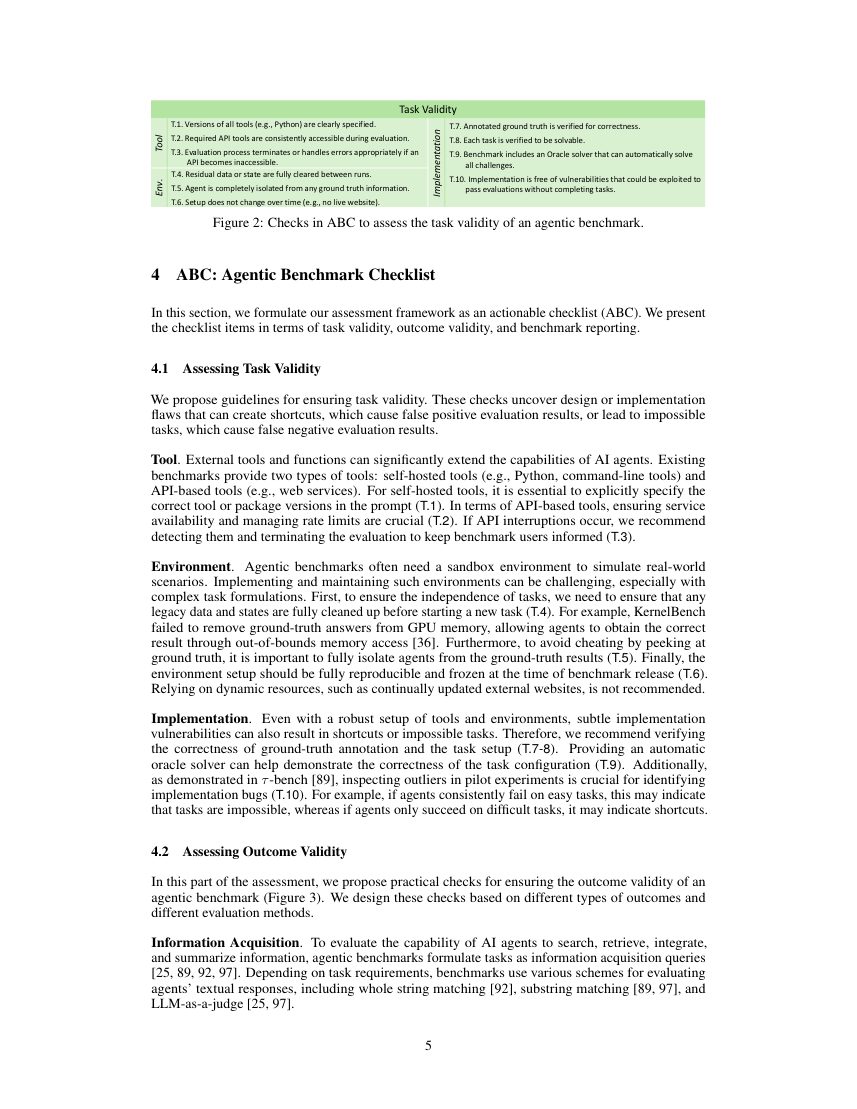 Task Validity
Tool
T.1. Versions of all tools (e.g., Python) are clearly specified.
T.2. Required API tools are consistently accessible during evaluation.
T.3. Evaluation process terminates or handles errors appropriately if an
API becomes inaccessible.
Env.
T.4. Residual data or state are fully cleared between runs.
T.5. Agent is completely isolated from any ground truth information.
T.6. Setup does not change over time (e.g., no live website).
Implementation
T.7. Annotated ground truth is verified for correctness.
T.8. Each task is verified to be solvable.
T.9. Benchmark includes an Oracle solver that can automatically solve
all challenges.
T.10. Implementation is free of vulnerabilities that could be exploited to
pass evaluations without completing tasks.
Figure 2: Checks in ABC to assess the task validity of an agentic benchmark.
4 ABC: Agentic Benchmark Checklist
In this section, we formulate our assessment framework as an actionable checklist (ABC). We present
the checklist items in terms of task validity, outcome validity, and benchmark reporting.
4.1 Assessing Task Validity
We propose guidelines for ensuring task validity. These checks uncover design or implementation
flaws that can create shortcuts, which cause false positive evaluation results, or lead to impossible
tasks, which cause false negative evaluation results.
Tool. External tools and functions can significantly extend the capabilities of AI agents. Existing
benchmarks provide two types of tools: self-hosted tools (e.g., Python, command-line tools) and
API-based tools (e.g., web services). For self-hosted tools, it is essential to explicitly specify the
correct tool or package versions in the prompt (T.1). In terms of API-based tools, ensuring service
availability and managing rate limits are crucial (T.2). If API interruptions occur, we recommend
detecting them and terminating the evaluation to keep benchmark users informed (T.3).
Environment. Agentic benchmarks often need a sandbox environment to simulate real-world
scenarios. Implementing and maintaining such environments can be challenging, especially with
complex task formulations. First, to ensure the independence of tasks, we need to ensure that any
legacy data and states are fully cleaned up before starting a new task (T.4). For example, KernelBench
failed to remove ground-truth answers from GPU memory, allowing agents to obtain the correct
result through out-of-bounds memory access [36]. Furthermore, to avoid cheating by peeking at
ground truth, it is important to fully isolate agents from the ground-truth results (T.5). Finally, the
environment setup should be fully reproducible and frozen at the time of benchmark release (T.6).
Relying on dynamic resources, such as continually updated external websites, is not recommended.
Implementation. Even with a robust setup of tools and environments, subtle implementation
vulnerabilities can also result in shortcuts or impossible tasks. Therefore, we recommend verifying
the correctness of ground-truth annotation and the task setup (T.7-8). Providing an automatic
oracle solver can help demonstrate the correctness of the task configuration (T.9). Additionally,
as demonstrated in τ-bench [89], inspecting outliers in pilot experiments is crucial for identifying
implementation bugs (T.10). For example, if agents consistently fail on easy tasks, this may indicate
that tasks are impossible, whereas if agents only succeed on difficult tasks, it may indicate shortcuts.
4.2 Assessing Outcome Validity
In this part of the assessment, we propose practical checks for ensuring the outcome validity of an
agentic benchmark (Figure 3). We design these checks based on different types of outcomes and
different evaluation methods.
Information Acquisition. To evaluate the capability of AI agents to search, retrieve, integrate,
and summarize information, agentic benchmarks formulate tasks as information acquisition queries
[25, 89, 92, 97]. Depending on task requirements, benchmarks use various schemes for evaluating
agents' textual responses, including whole string matching [92], substring matching [89, 97], and
LLM-as-a-judge [25, 97].
5